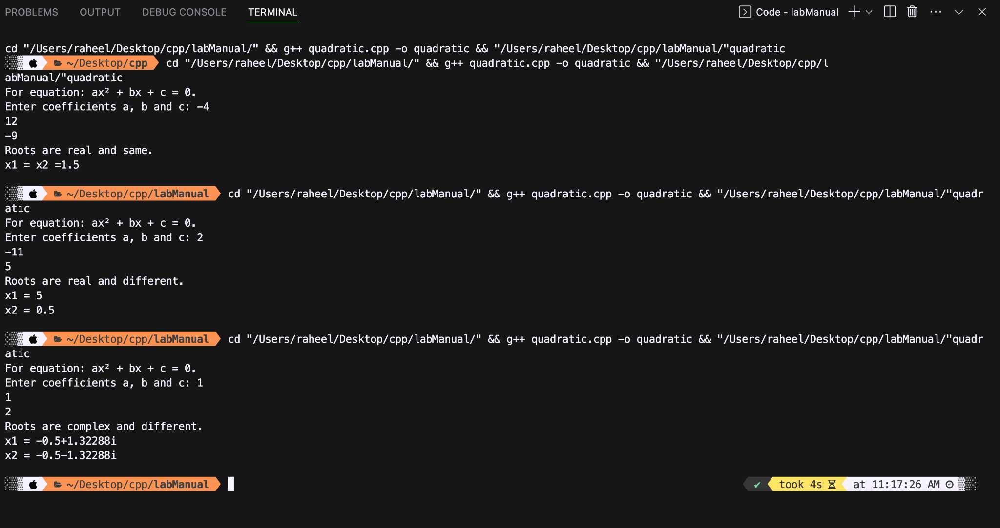 PROBLEMS OUTPUT DEBUG CONSOLE TERMINAL Code - labManual
cd "/Users/raheel/Desktop/cpp/labManual/" && g++ quadratic.cpp -o quadratic && "/Users/raheel/Desktop/cpp/labManual/"quadratic
~/Desktop/cpp cd "/Users/raheel/Desktop/cpp/labManual/" && g++ quadratic.cpp -o quadratic && "/Users/raheel/Desktop/cpp/l
abManual/"quadratic
For equation: ax² + bx + c = 0.
Enter coefficients a, b and c: -4
12
-9
Roots are real and same.
x1 = x2 =1.5
~/Desktop/cpp/labManual cd "/Users/raheel/Desktop/cpp/labManual/" && g++ quadratic.cpp -o quadratic && "/Users/raheel/Desktop/cpp/labManual/"quadr
atic
For equation: ax² + bx + c = 0.
Enter coefficients a, b and c: 2
-11
5
Roots are real and different.
x1 = 5
x2 = 0.5
~/Desktop/cpp/labManual cd "/Users/raheel/Desktop/cpp/labManual/" && g++ quadratic.cpp -o quadratic && "/Users/raheel/Desktop/cpp/labManual/"quadr
atic
For equation: ax² + bx + c = 0.
Enter coefficients a, b and c: 1
1
2
Roots are complex and different.
x1 = -0.5+1.32288i
x2 = -0.5-1.32288i
~/Desktop/cpp/labManual ✔ took 4s at 11:17:26 AM